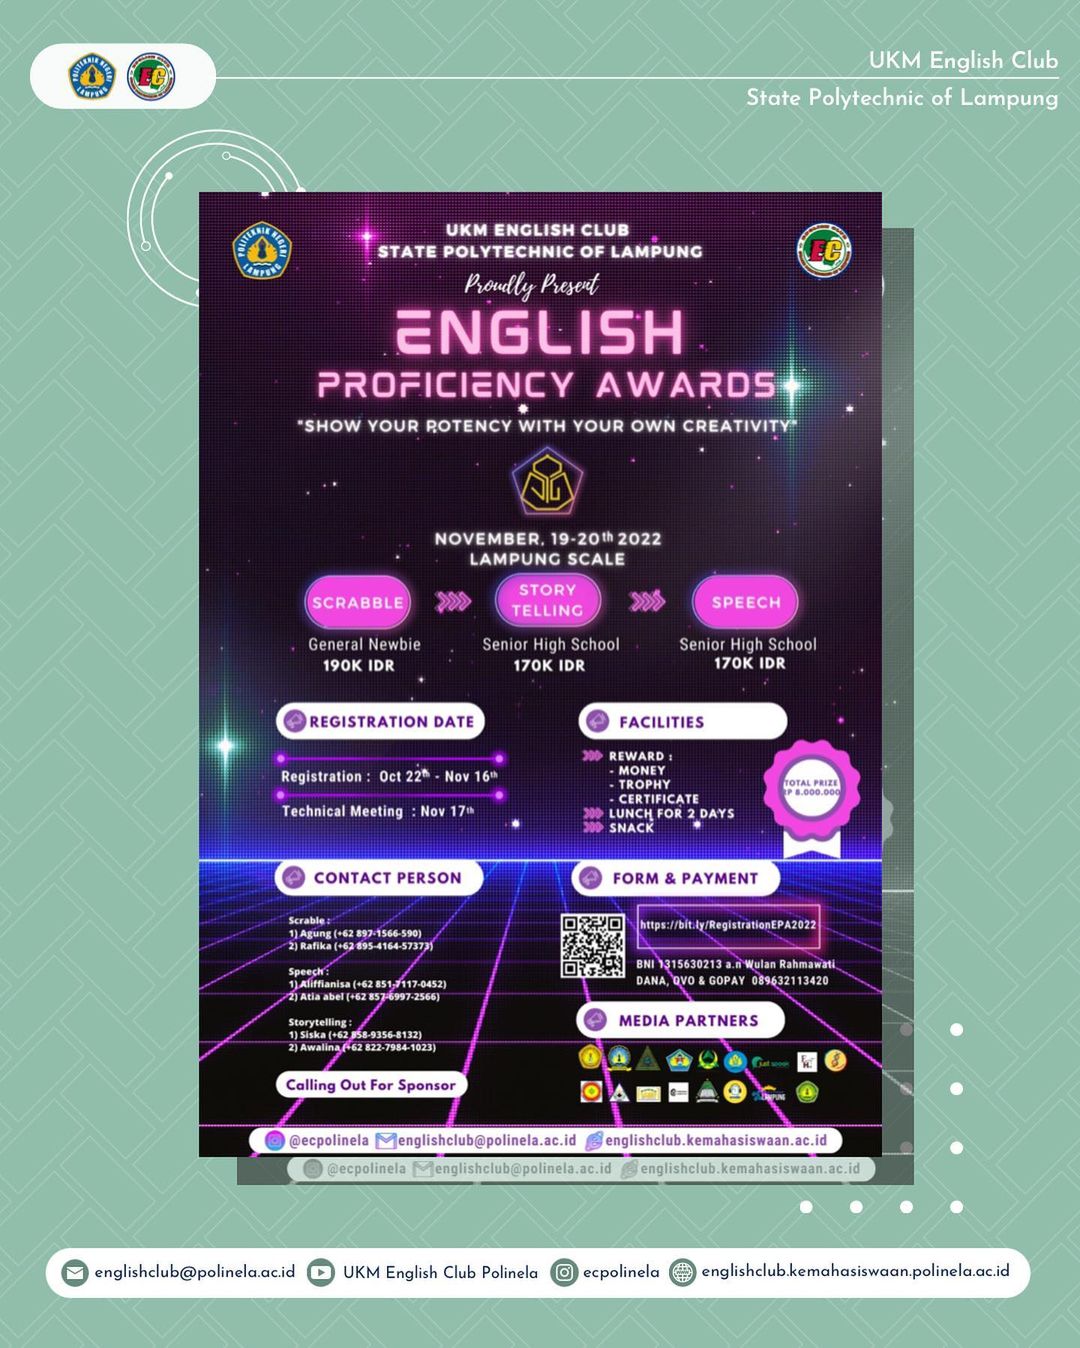 UKM English Club
State Polytechnic of Lampung
POLITEKNIK NEGERI
LAMPUNG
ENGLISH CLUB
EC
UKM ENGLISH CLUB
STATE POLYTECHNIC OF LAMPUNG
Proudly Present
ENGLISH
PROFICIENCY AWARDS
"SHOW YOUR POTENCY WITH YOUR OWN CREATIVITY"
NOVEMBER, 19-20th 2022
LAMPUNG SCALE
SCRABBLE
General Newbie
190K IDR
STORY
TELLING
Senior High School
170K IDR
SPEECH
Senior High School
170K IDR
REGISTRATION DATE
Registration : Oct 22th - Nov 16th
Technical Meeting : Nov 17th
FACILITIES
REWARD :
- MONEY
- TROPHY
- CERTIFICATE
LUNCH FOR 2 DAYS
SNACK
TOTAL PRIZE
RP 8.000.000
CONTACT PERSON
Scrable :
1) Agung (+62 897-1566-590)
2) Rafika (+62 895-4164-57373)
Speech :
1) Aliffianisa (+62 851-7117-0452)
2) Atia abel (+62 857-6997-2566)
Storytelling :
1) Siska (+62 858-9356-8132)
2) Awalina (+62 822-7984-1023)
Calling Out For Sponsor
FORM & PAYMENT
https://bit.ly/RegistrationEPA2022
BNI 1315630213 a.n Wulan Rahmawati
DANA, OVO & GOPAY 089632113420
MEDIA PARTNERS
@ecpolinela englishclub@polinela.ac.id englishclub.kemahasiswaan.ac.id
@ecpolinela englishclub@polinela.ac.id englishclub.kemahasiswaan.ac.id
englishclub@polinela.ac.id UKM English Club Polinela ecpolinela englishclub.kemahasiswaan.polinela.ac.id